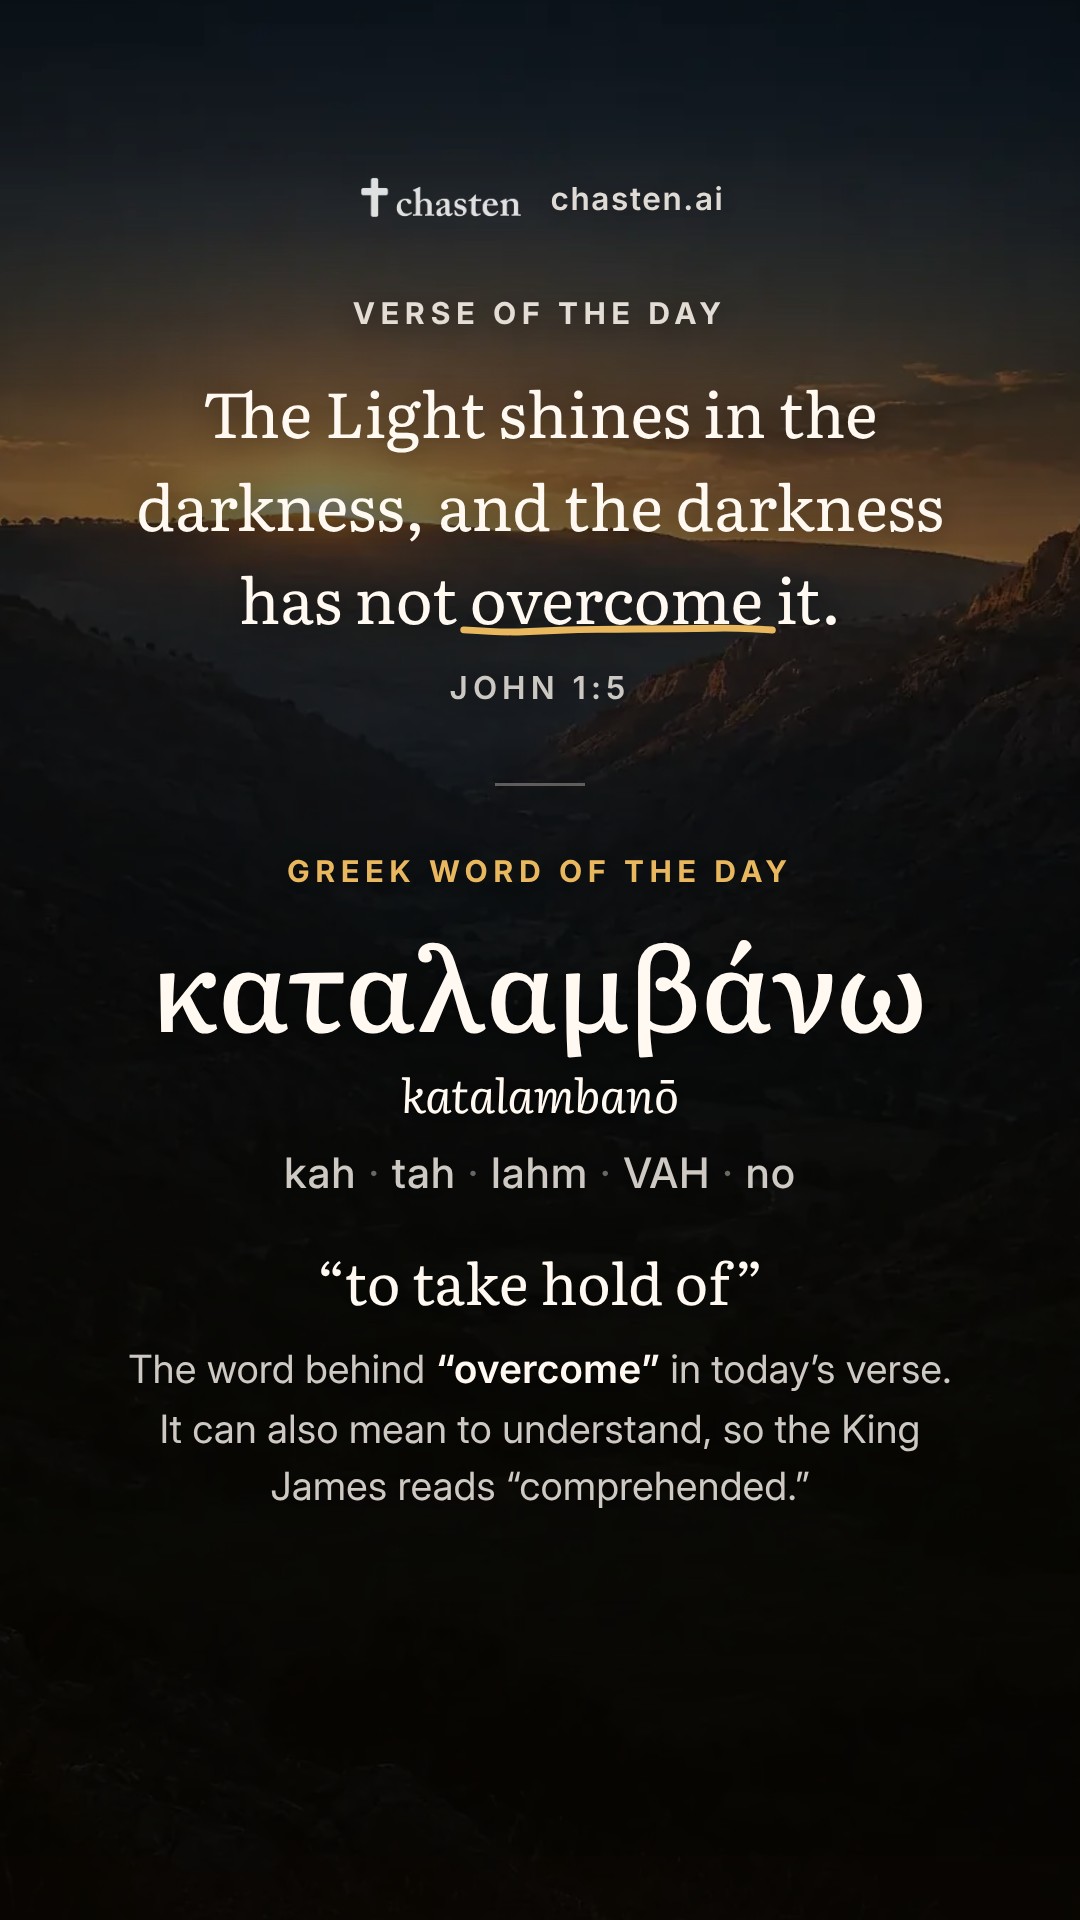 chasten chasten.ai
VERSE OF THE DAY
The Light shines in the
darkness, and the darkness
has not overcome it.
JOHN 1:5
GREEK WORD OF THE DAY
καταλαμβάνω
katalambanō
kah · tah · lahm · VAH · no
“to take hold of”
The word behind “overcome” in today’s verse.
It can also mean to understand, so the King
James reads “comprehended.”